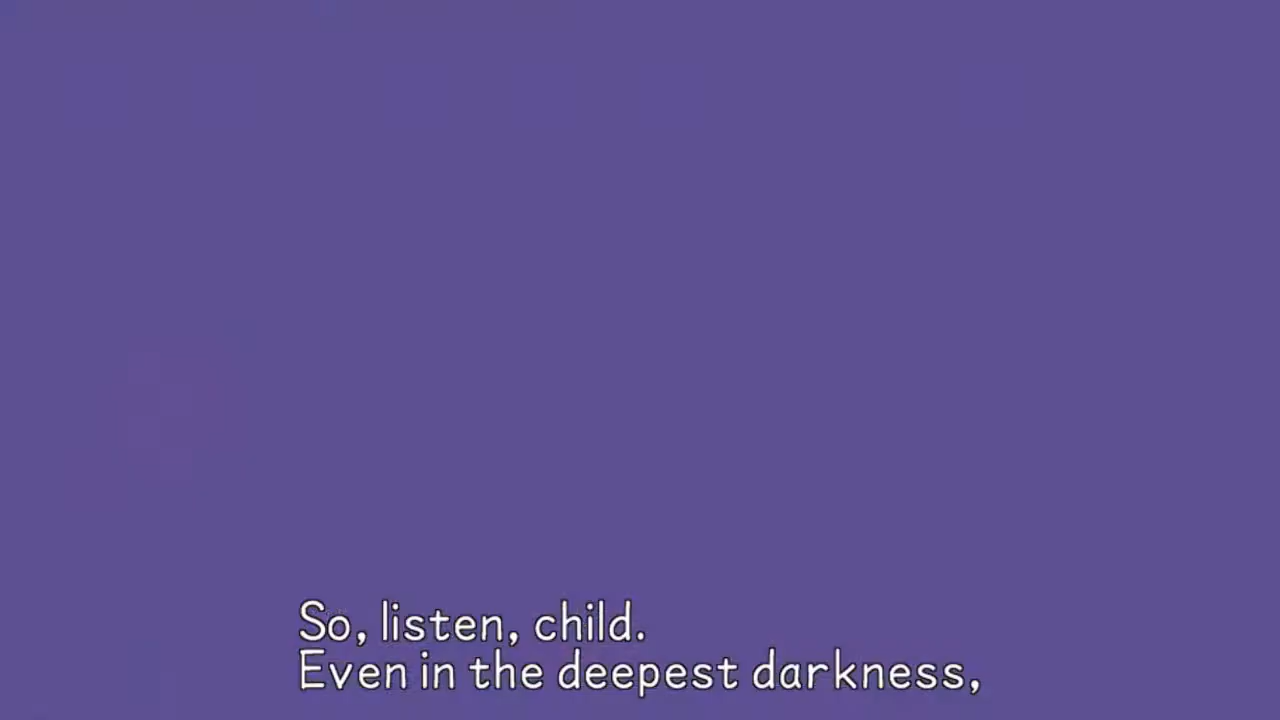 So, listen, child.
Even in the deepest darkness,